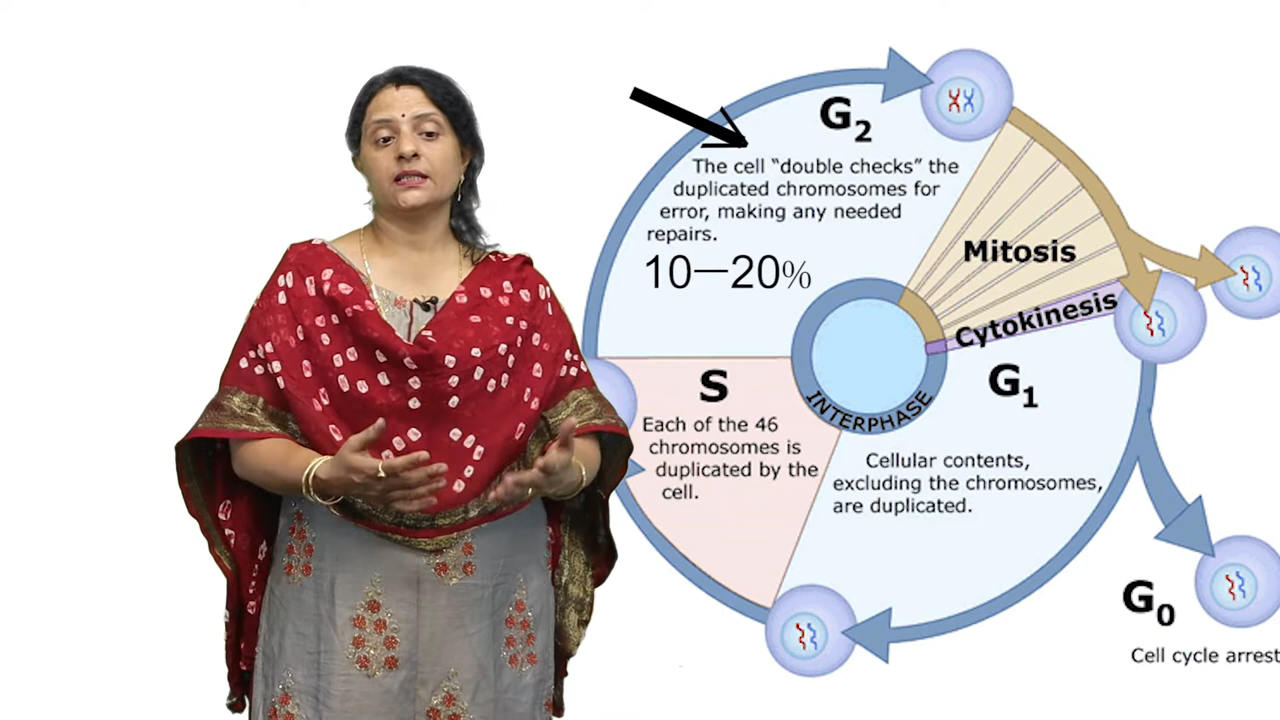 G2
The cell “double checks” the
duplicated chromosomes for
error, making any needed
repairs.
10–20%
Mitosis
Cytokinesis
S
Each of the 46
chromosomes is
duplicated by the
cell.
INTERPHASE
G1
Cellular contents,
excluding the chromosomes,
are duplicated.
G0
Cell cycle arrest